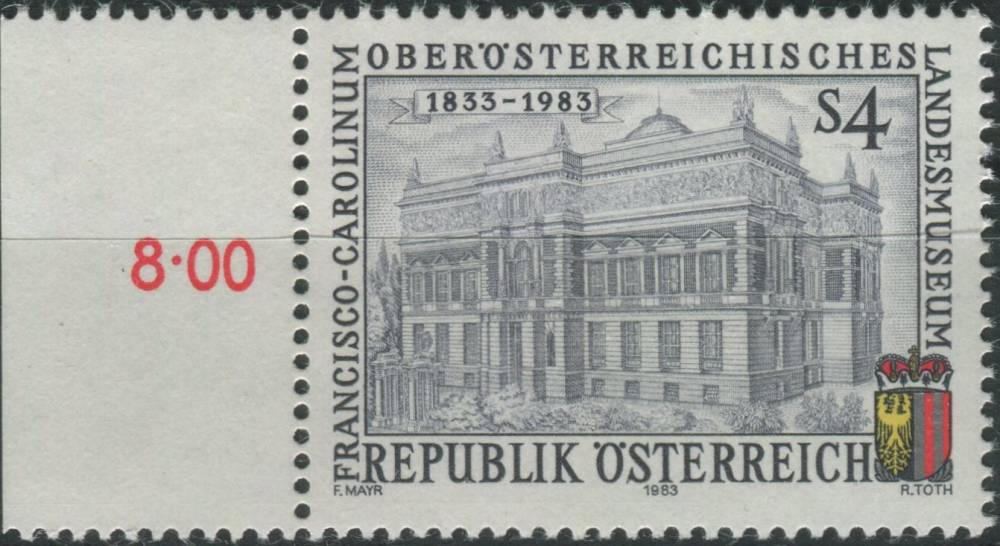 OBERÖSTERREICHISCHES
LANDESMUSEUM
FRANCISCO-CAROLINUM
1833-1983
S4
8·00
REPUBLIK ÖSTERREICH
F. MAYR
1983
R. TOTH